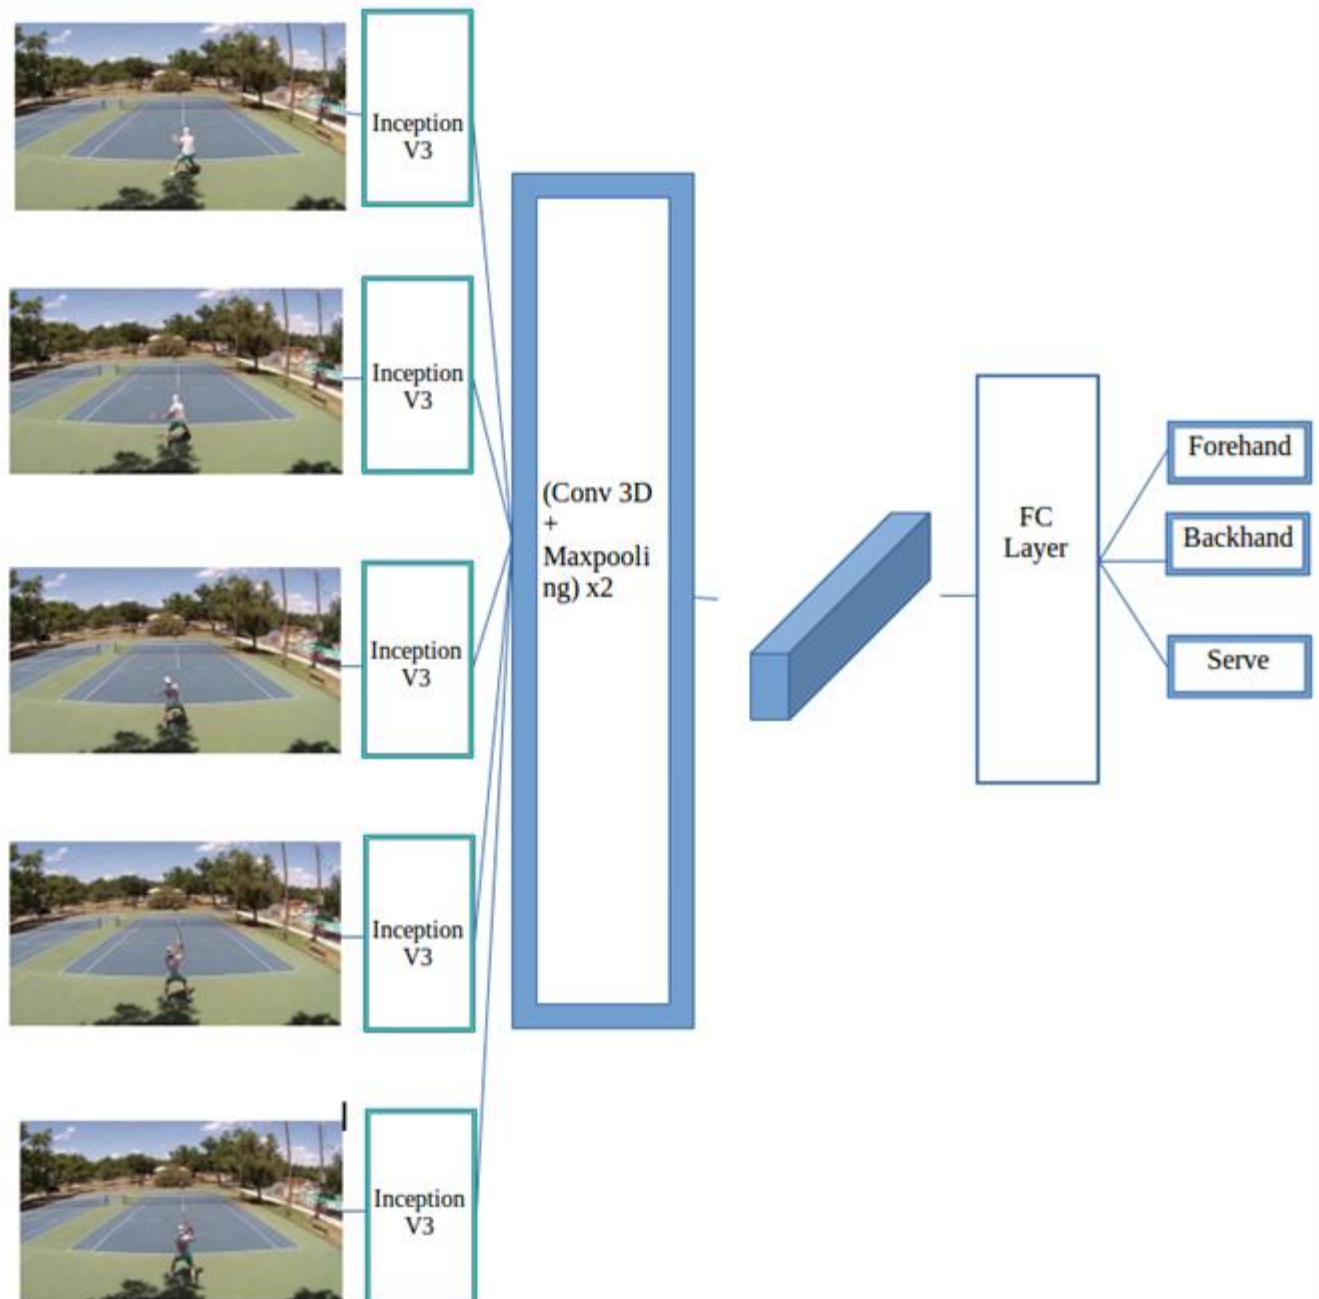 Inception
V3
Inception
V3
Inception
V3
Inception
V3
Inception
V3
(Conv 3D
+
Maxpooli
ng) x2
FC
Layer
Forehand
Backhand
Serve